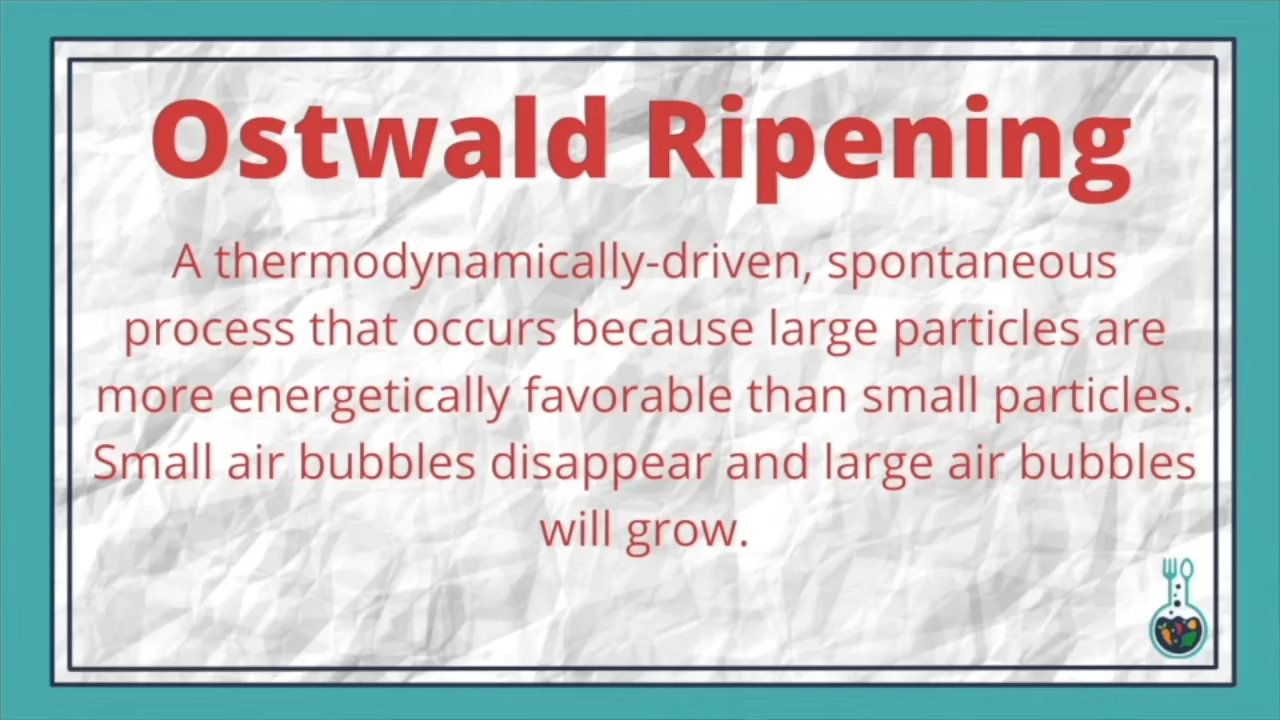 Ostwald Ripening
A thermodynamically-driven, spontaneous
process that occurs because large particles are
more energetically favorable than small particles.
Small air bubbles disappear and large air bubbles
will grow.